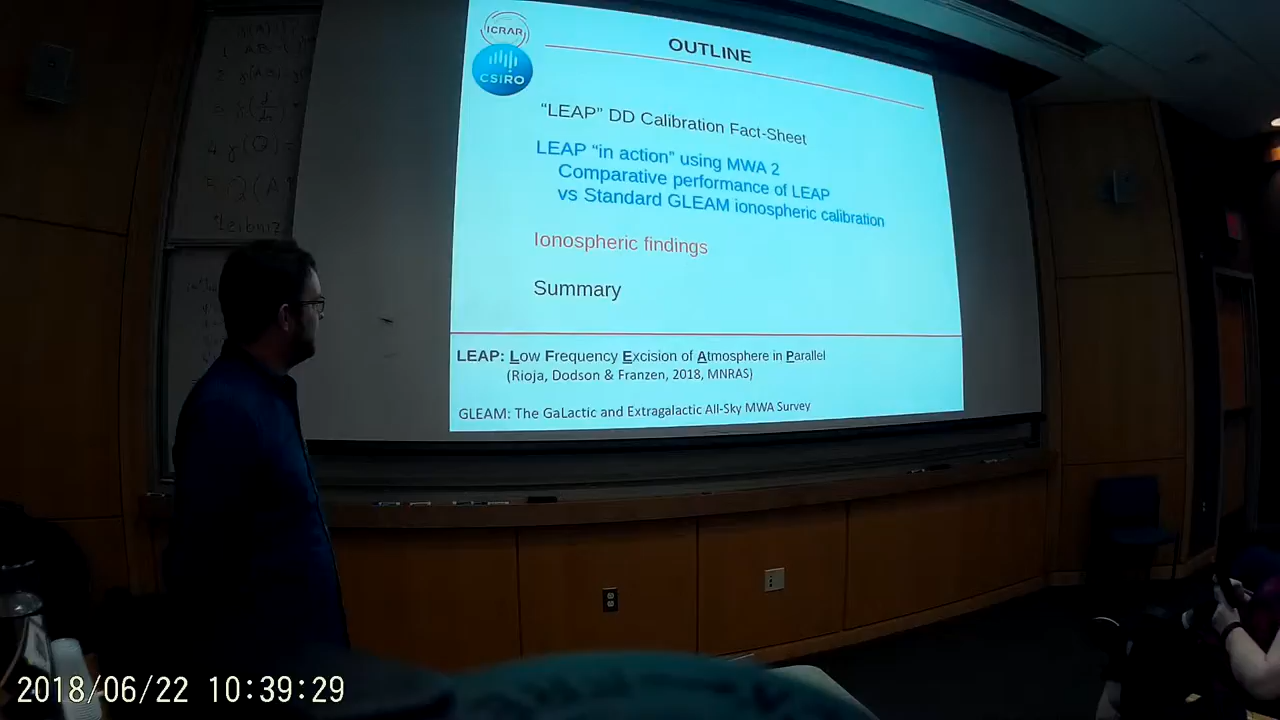 ICRAR
CSIRO
OUTLINE
“LEAP” DD Calibration Fact-Sheet
LEAP “in action” using MWA 2
Comparative performance of LEAP
vs Standard GLEAM ionospheric calibration
Ionospheric findings
Summary
LEAP: Low Frequency Excision of Atmosphere in Parallel
(Rioja, Dodson & Franzen, 2018, MNRAS)
GLEAM: The GaLactic and Extragalactic All-Sky MWA Survey
2018/06/22 10:39:29